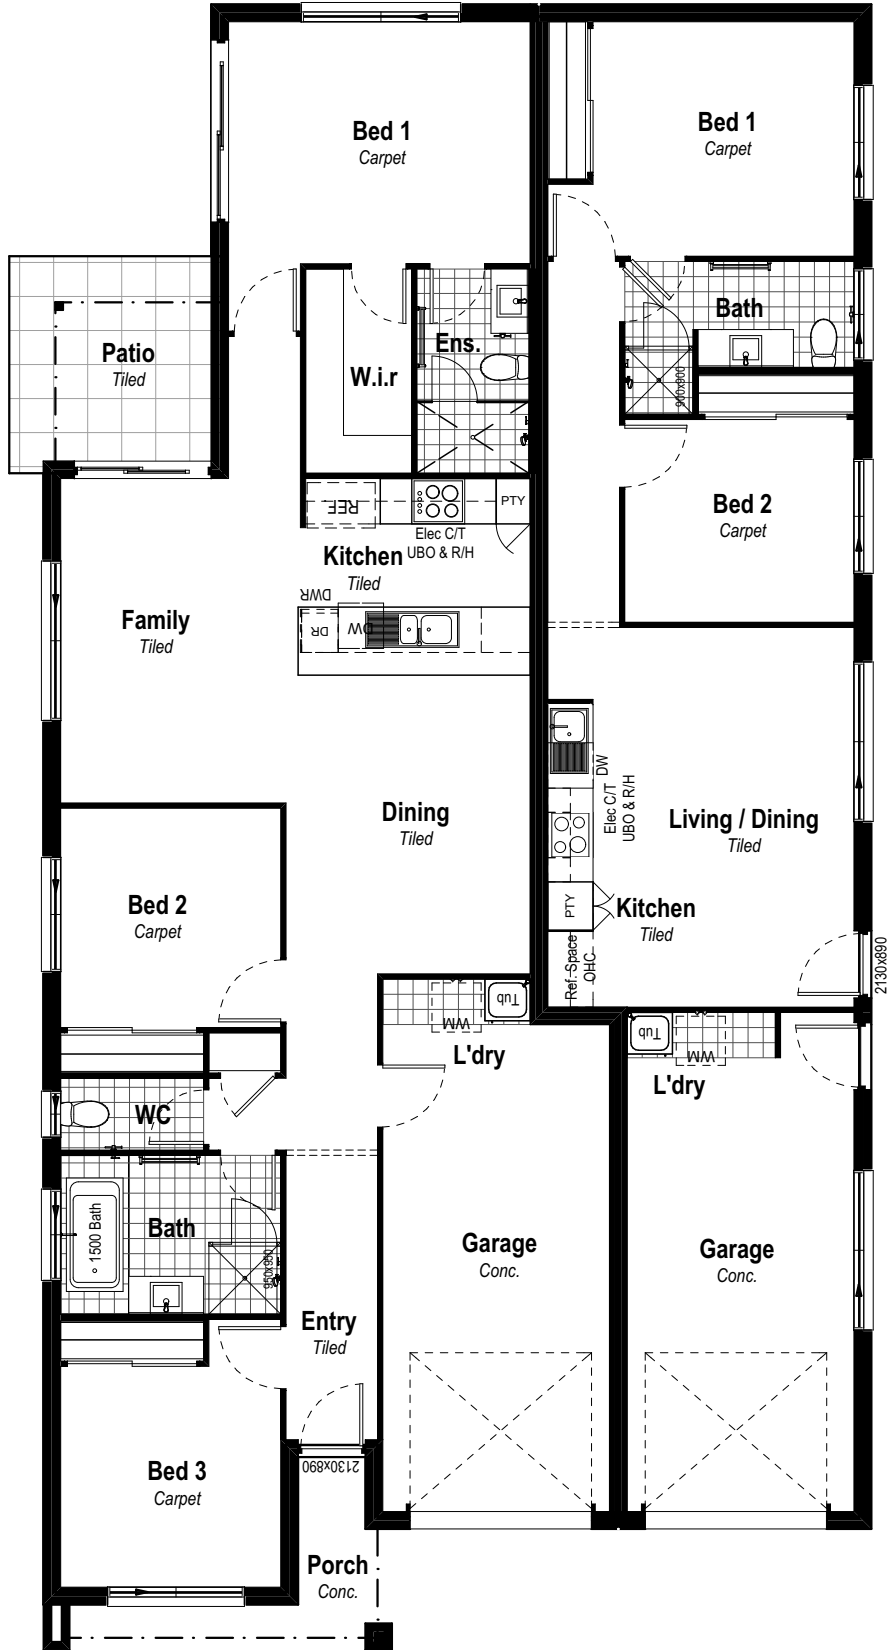 Bed 1
Carpet
Bed 1
Carpet
Patio
Tiled
W.i.r
Ens.
Bath
900x900
REF.
PTY
Elec C/T
UBO & R/H
Kitchen
Tiled
DWR
DR
DW
Bed 2
Carpet
Family
Tiled
Dining
Tiled
DW
Elec C/T
UBO & R/H
PTY
Ref. Space
OHC
Living / Dining
Tiled
Kitchen
Tiled
2130x890
Bed 2
Carpet
Tub
WM
L'dry
Tub
WM
L'dry
WC
1500 Bath
Bath
950x950
Garage
Conc.
Garage
Conc.
Entry
Tiled
2130x890
Bed 3
Carpet
Porch
Conc.